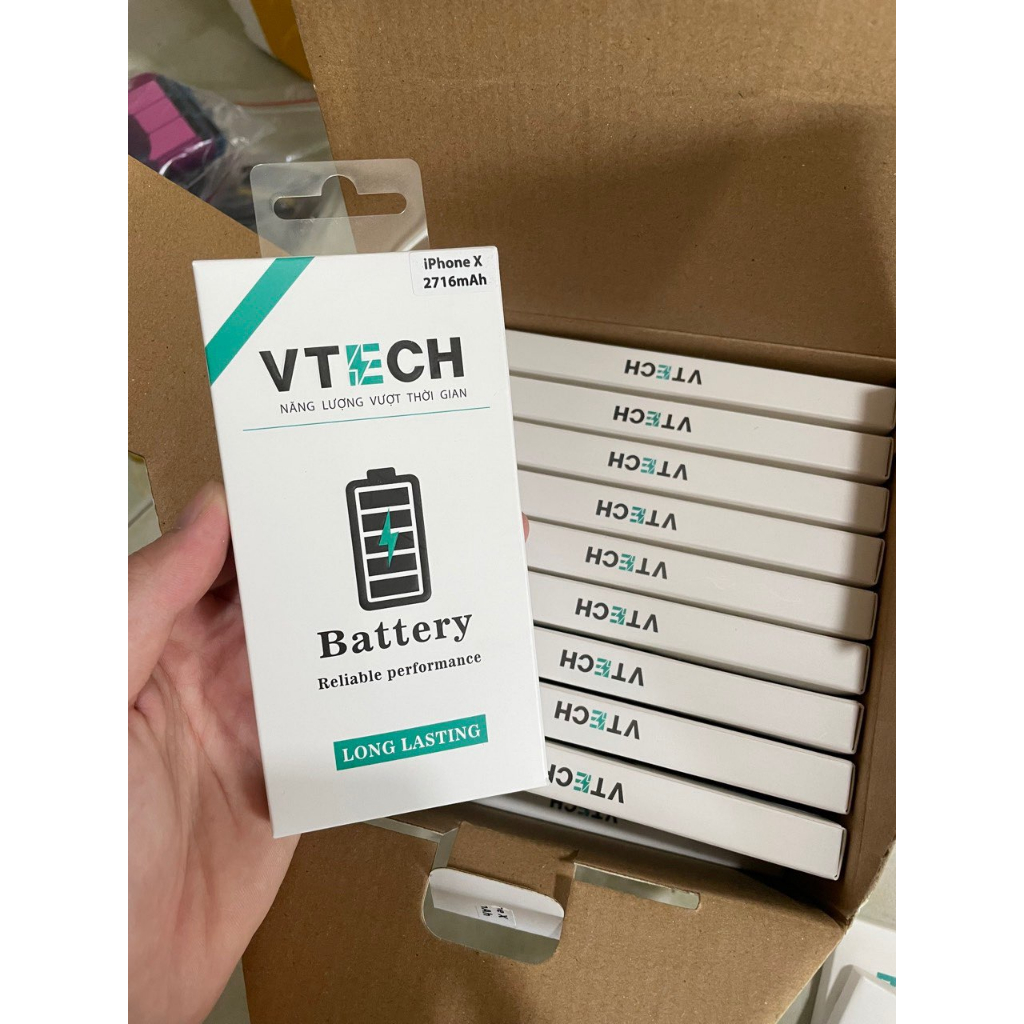 iPhone X
2716mAh
VTECH
NĂNG LƯỢNG VƯỢT THỜI GIAN
Battery
Reliable performance
LONG LASTING
VTECH
VTECH
VTECH
VTECH
VTECH
VTECH
VTECH
VTECH
VTECH
VTECH